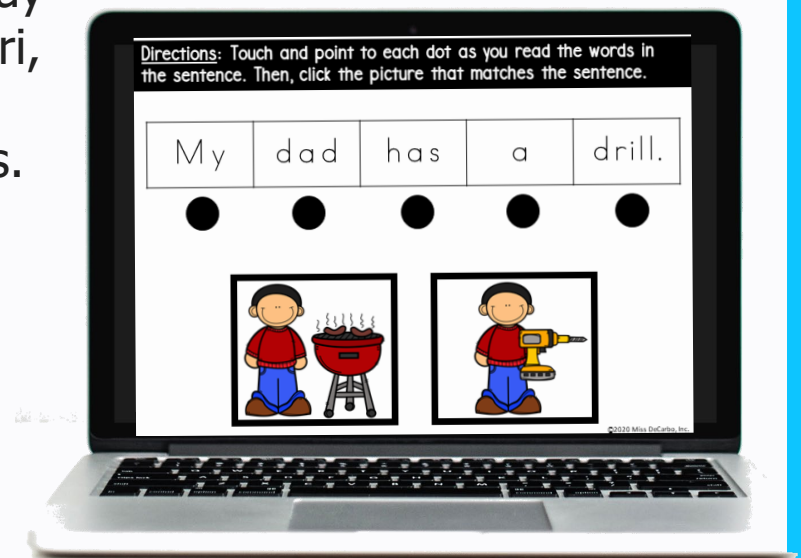 ri,
s.
Directions: Touch and point to each dot as you read the words in
the sentence. Then, click the picture that matches the sentence.
My dad has a drill.
©2020 Miss DeCarbo, Inc.